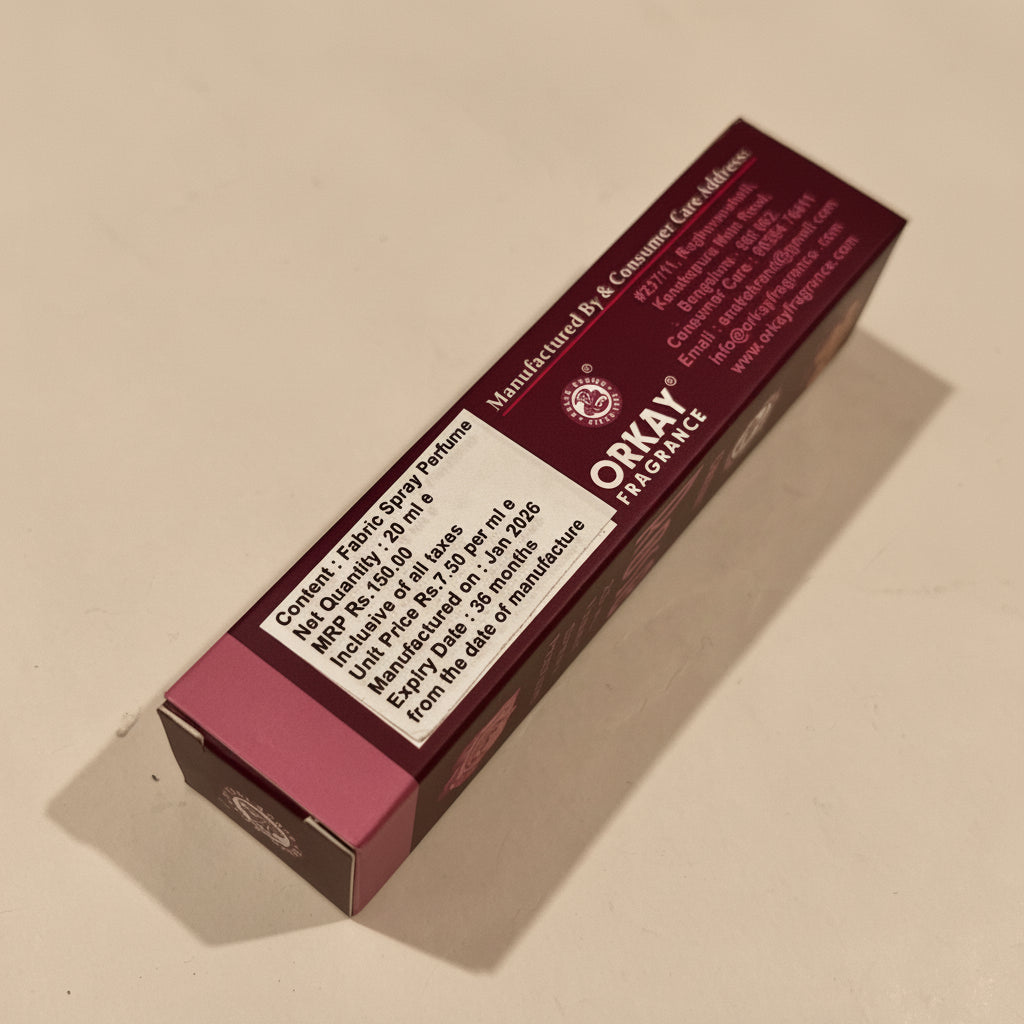 Content : Fabric Spray Perfume
Net Quantity : 20 ml e
MRP Rs. 150.00
Inclusive of all taxes
Unit Price Rs.7.50 per ml e
Manufactured on : Jan 2026
Expiry Date : 36 months
from the date of manufacture
ORKAY®
FRAGRANCE
Manufactured By & Consumer Care Address:
Main Road,
Bengaluru -
Consumer Care :
Email :
info@orkayfragrance.com
www.orkayfragrance.com